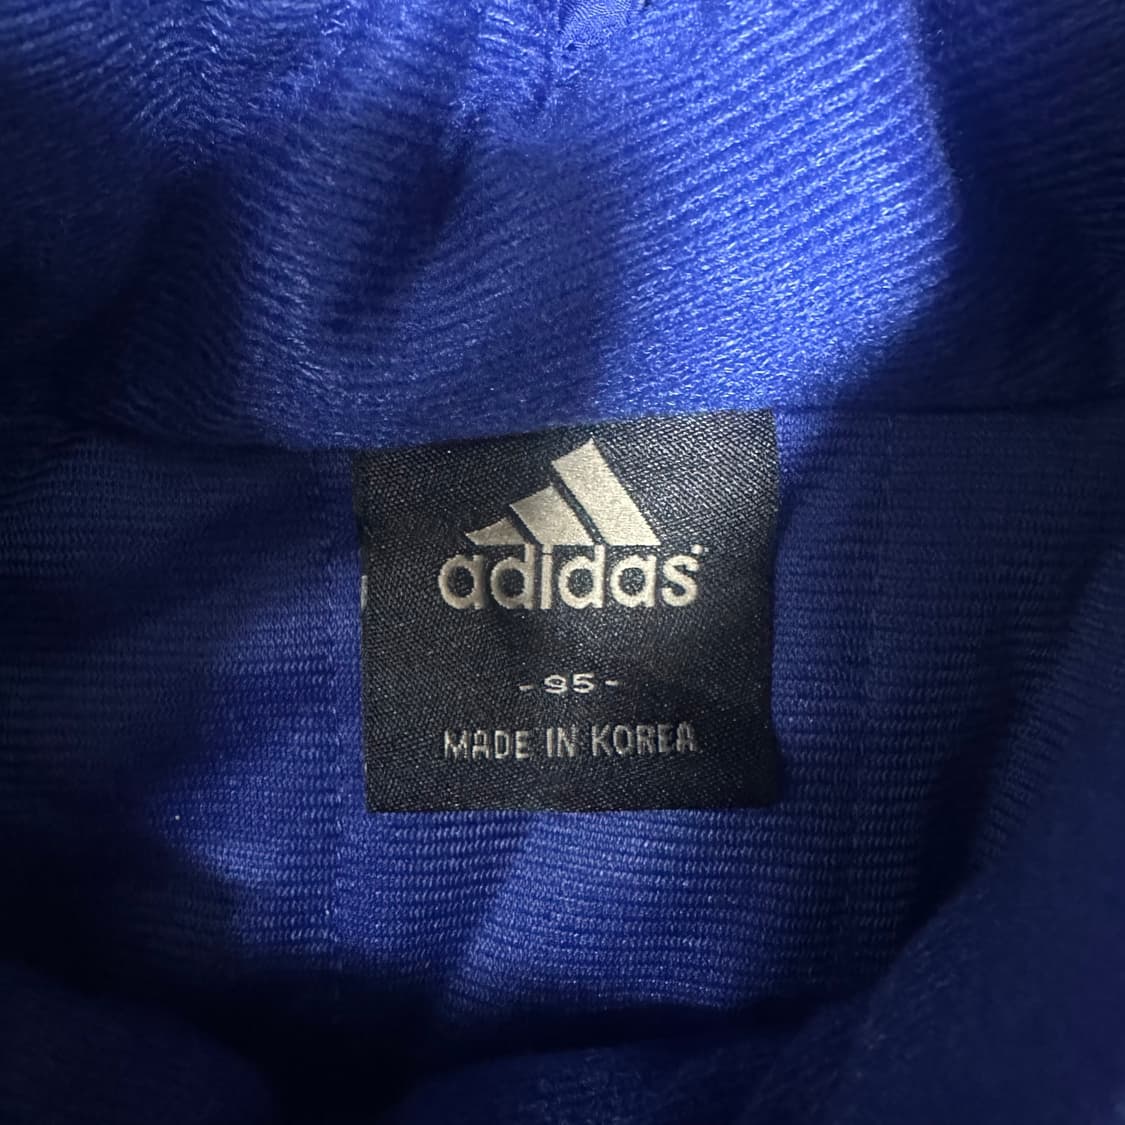 adidas
-95-
MADE IN KOREA